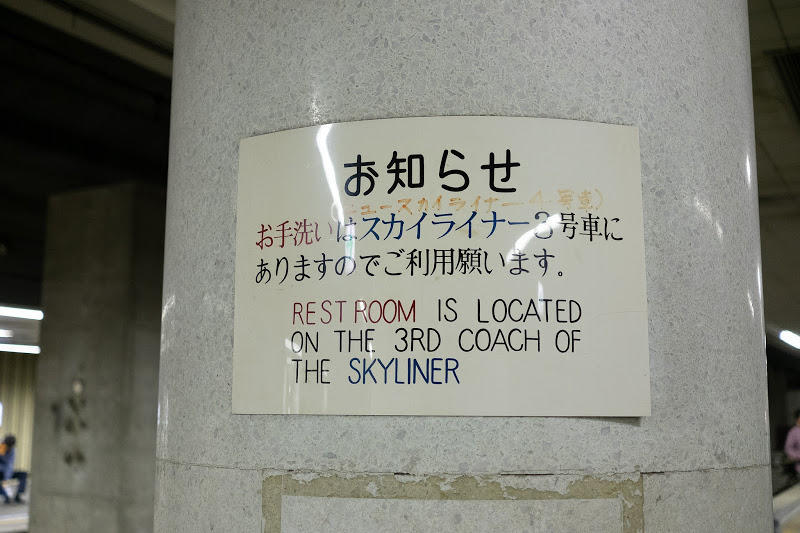 お知らせ
(ニュースカイライナー4号車)
お手洗いはスカイライナー3号車に
ありますのでご利用願います。
REST ROOM IS LOCATED
ON THE 3RD COACH OF
THE SKYLINER